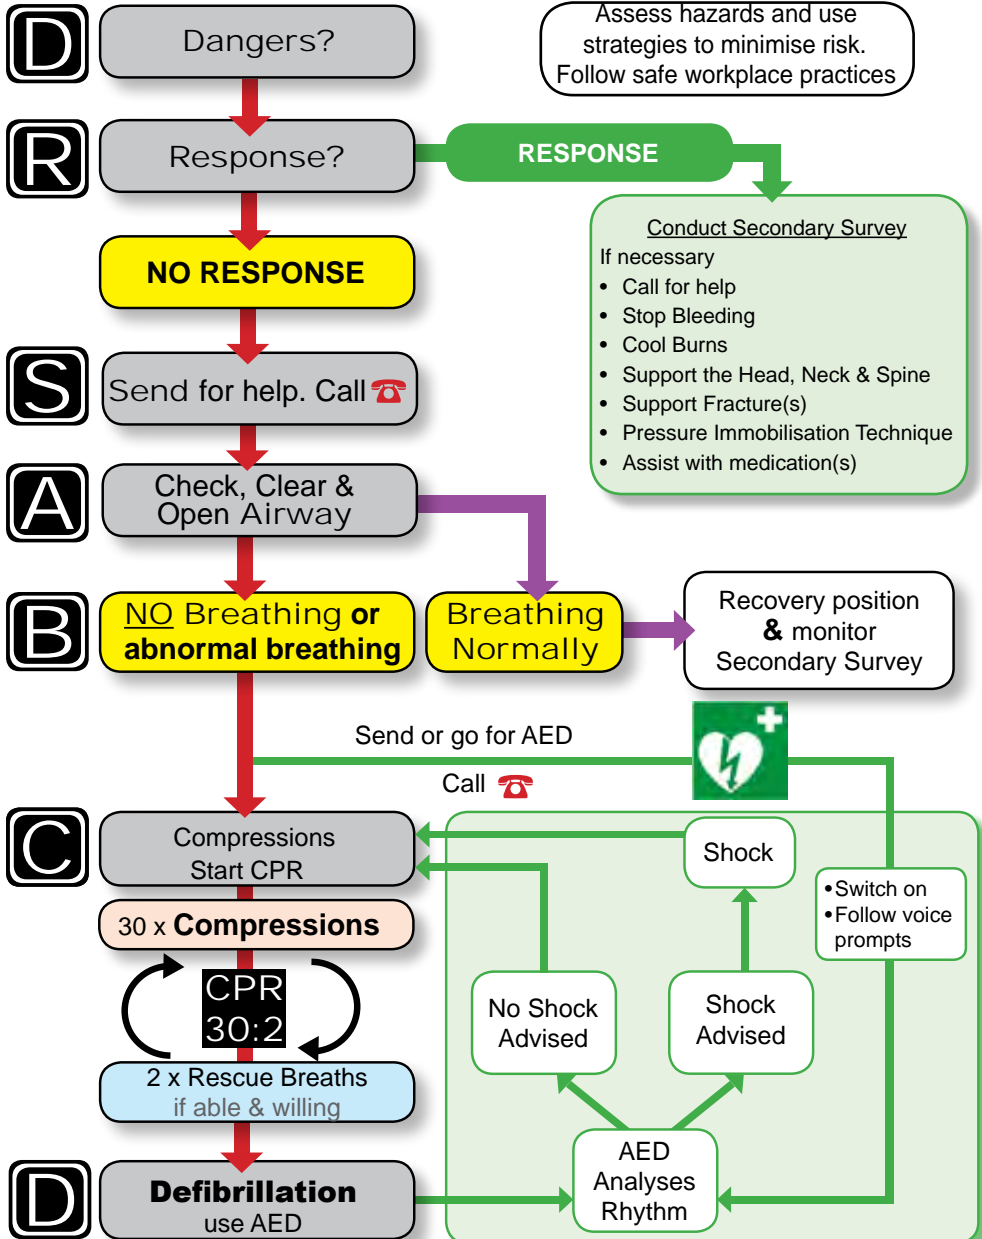 D
Dangers?
Assess hazards and use
strategies to minimise risk.
Follow safe workplace practices
R
Response?
RESPONSE
Conduct Secondary Survey
If necessary
• Call for help
• Stop Bleeding
• Cool Burns
• Support the Head, Neck & Spine
• Support Fracture(s)
• Pressure Immobilisation Technique
• Assist with medication(s)
NO RESPONSE
S
Send for help. Call ☎
A
Check, Clear &
Open Airway
B
NO Breathing or
abnormal breathing
Breathing
Normally
Recovery position
& monitor
Secondary Survey
Send or go for AED
Call ☎
C
Compressions
Start CPR
30 x Compressions
CPR
30:2
2 x Rescue Breaths
if able & willing
D
Defibrillation
use AED
Shock
• Switch on
• Follow voice
prompts
No Shock
Advised
Shock
Advised
AED
Analyses
Rhythm